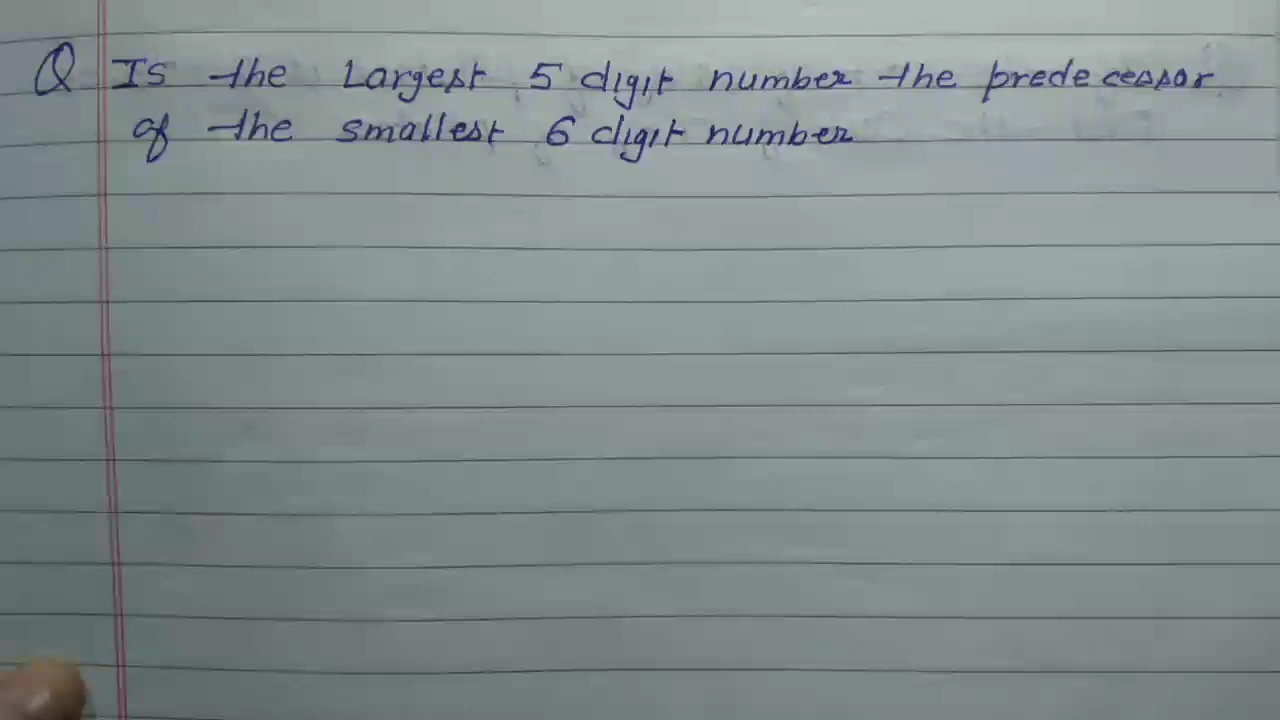 Q Is the Largest 5 digit number the predecessor
of the smallest 6 digit number